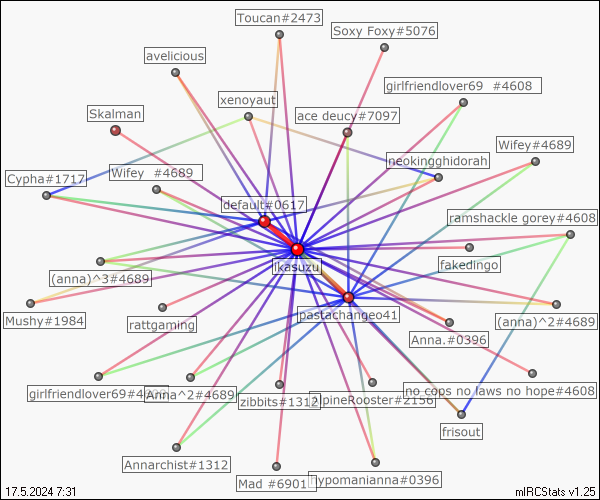 Toucan#2473
Soxy Foxy#5076
avelicious
girlfriendlover69 #4608
xenoyaut
Skalman
ace deucy#7097
Wifey#4689
neokingghidorah
Cypha#1717
Wifey #4689
default#0617
ramshackle gorey#4608
ikasuzu
fakedingo
(anna)^3#4689
Mushy#1984
rattgaming
pastachangeo41
(anna)^2#4689
Anna.#0396
girlfriendlover69#4
Anna^2#4689
zibbits#1312
lpineRooster#2156
no cops no laws no hope#4608
frisout
Annarchist#1312
Mad #6901
hypomanianna#0396
17.5.2024 7:31
mIRCStats v1.25